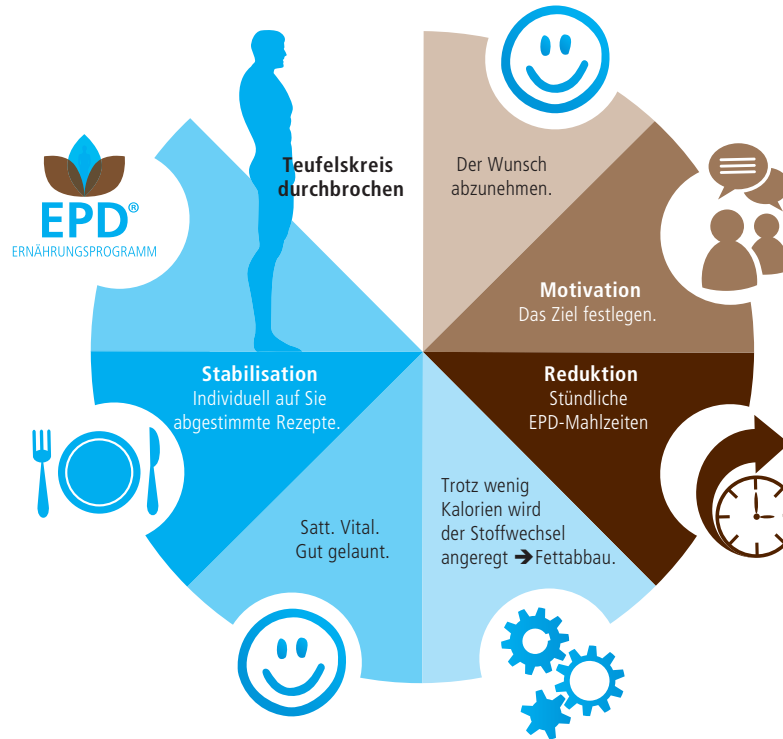 Teufelskreis
durchbrochen
Der Wunsch
abzunehmen.
EPD®
ERNÄHRUNGSPROGRAMM
Motivation
Das Ziel festlegen.
Stabilisation
Individuell auf Sie
abgestimmte Rezepte.
Reduktion
Stündliche
EPD-Mahlzeiten
Trotz wenig
Kalorien wird
der Stoffwechsel
angeregt ➔Fettabbau.
Satt. Vital.
Gut gelaunt.